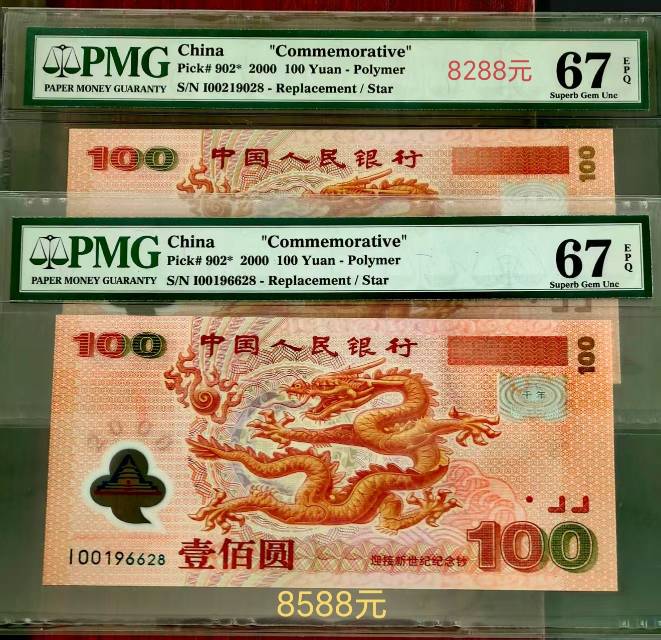 PMG
PAPER MONEY GUARANTY
China "Commemorative"
Pick# 902* 2000 100 Yuan - Polymer
S/N I00219028 - Replacement / Star
8288元
67
EPQ
Superb Gem Unc
100
中国人民银行
100
PMG
PAPER MONEY GUARANTY
China "Commemorative"
Pick# 902* 2000 100 Yuan - Polymer
S/N I00196628 - Replacement / Star
67
EPQ
Superb Gem Unc
100
中国人民银行
100
千年
2000
I00196628
壹佰圆
迎接新世纪纪念钞
100
8588元